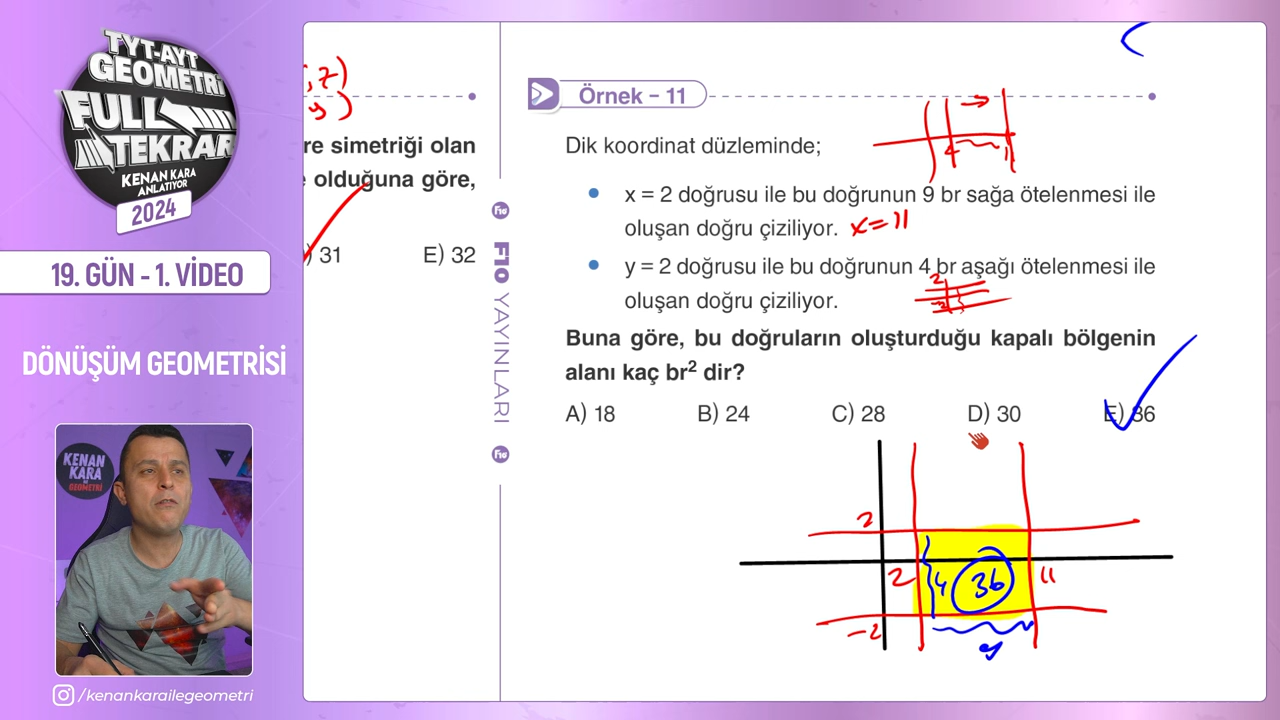 TYT-AYT
GEOMETRİ
FULL
TEKRAR
KENAN KARA
ANLATIYOR
2024
19. GÜN - 1. VİDEO
DÖNÜŞÜM GEOMETRİSİ
KENAN
KARA
GEOMETRİ
/kenankarailegeometri
, 7)
y)
re simetriği olan
olduğuna göre,
) 31 E) 32
F10 YAYINLARI
Örnek – 11
Dik koordinat düzleminde;
• x = 2 doğrusu ile bu doğrunun 9 br sağa ötelenmesi ile
oluşan doğru çiziliyor. x=11
• y = 2 doğrusu ile bu doğrunun 4 br aşağı ötelenmesi ile
oluşan doğru çiziliyor.
2
-2
Buna göre, bu doğruların oluşturduğu kapalı bölgenin
alanı kaç br² dir?
A) 18 B) 24 C) 28 D) 30 E) 36
2
2 4 36 11
-2
9